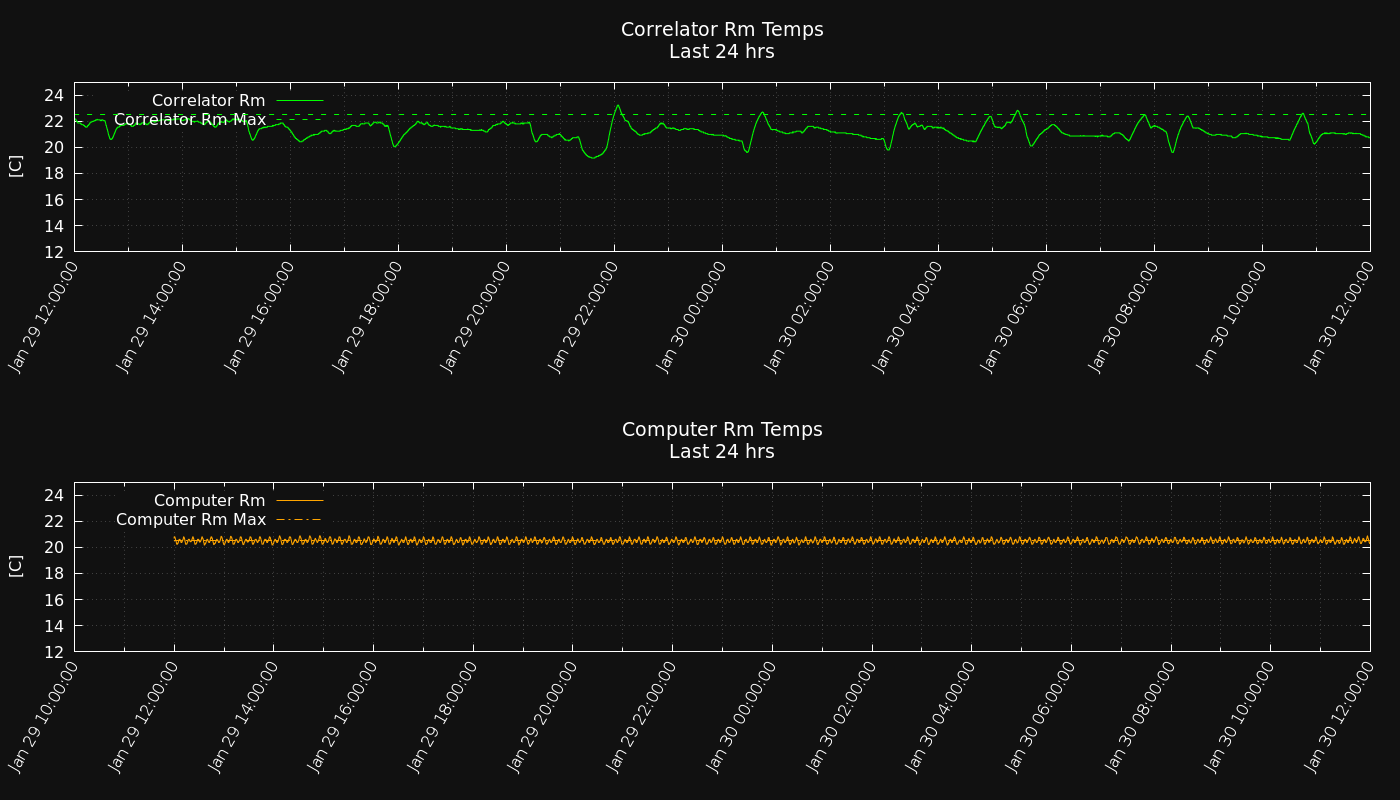 Correlator Rm Temps
Last 24 hrs
Correlator Rm
Correlator Rm Max
[C]
24
22
20
18
16
14
12
Jan 29 12:00:00
Jan 29 14:00:00
Jan 29 16:00:00
Jan 29 18:00:00
Jan 29 20:00:00
Jan 29 22:00:00
Jan 30 00:00:00
Jan 30 02:00:00
Jan 30 04:00:00
Jan 30 06:00:00
Jan 30 08:00:00
Jan 30 10:00:00
Jan 30 12:00:00
Computer Rm Temps
Last 24 hrs
Computer Rm
Computer Rm Max
[C]
24
22
20
18
16
14
12
Jan 29 10:00:00
Jan 29 12:00:00
Jan 29 14:00:00
Jan 29 16:00:00
Jan 29 18:00:00
Jan 29 20:00:00
Jan 29 22:00:00
Jan 30 00:00:00
Jan 30 02:00:00
Jan 30 04:00:00
Jan 30 06:00:00
Jan 30 08:00:00
Jan 30 10:00:00
Jan 30 12:00:00